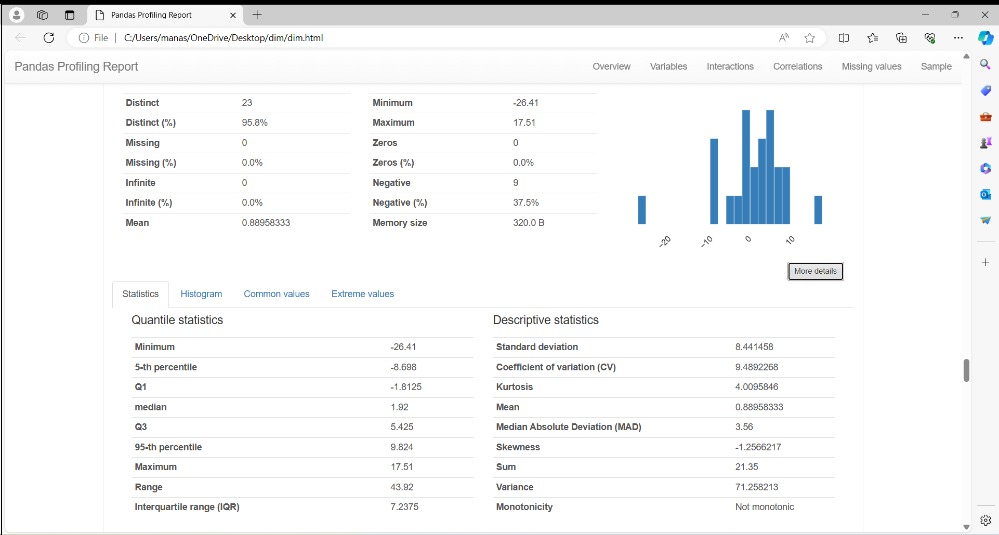 Pandas Profiling Report
File | C:/Users/manas/OneDrive/Desktop/dim/dim.html
Pandas Profiling Report Overview Variables Interactions Correlations Missing values Sample
Distinct 23 Minimum -26.41
Distinct (%) 95.8% Maximum 17.51
Missing 0 Zeros 0
Missing (%) 0.0% Zeros (%) 0.0%
Infinite 0 Negative 9
Infinite (%) 0.0% Negative (%) 37.5%
Mean 0.88958333 Memory size 320.0 B
−20 −10 0 10
More details
Statistics Histogram Common values Extreme values
Quantile statistics Descriptive statistics
Minimum -26.41 Standard deviation 8.441458
5-th percentile -8.698 Coefficient of variation (CV) 9.4892268
Q1 -1.8125 Kurtosis 4.0095846
median 1.92 Mean 0.88958333
Q3 5.425 Median Absolute Deviation (MAD) 3.56
95-th percentile 9.824 Skewness -1.2566217
Maximum 17.51 Sum 21.35
Range 43.92 Variance 71.258213
Interquartile range (IQR) 7.2375 Monotonicity Not monotonic